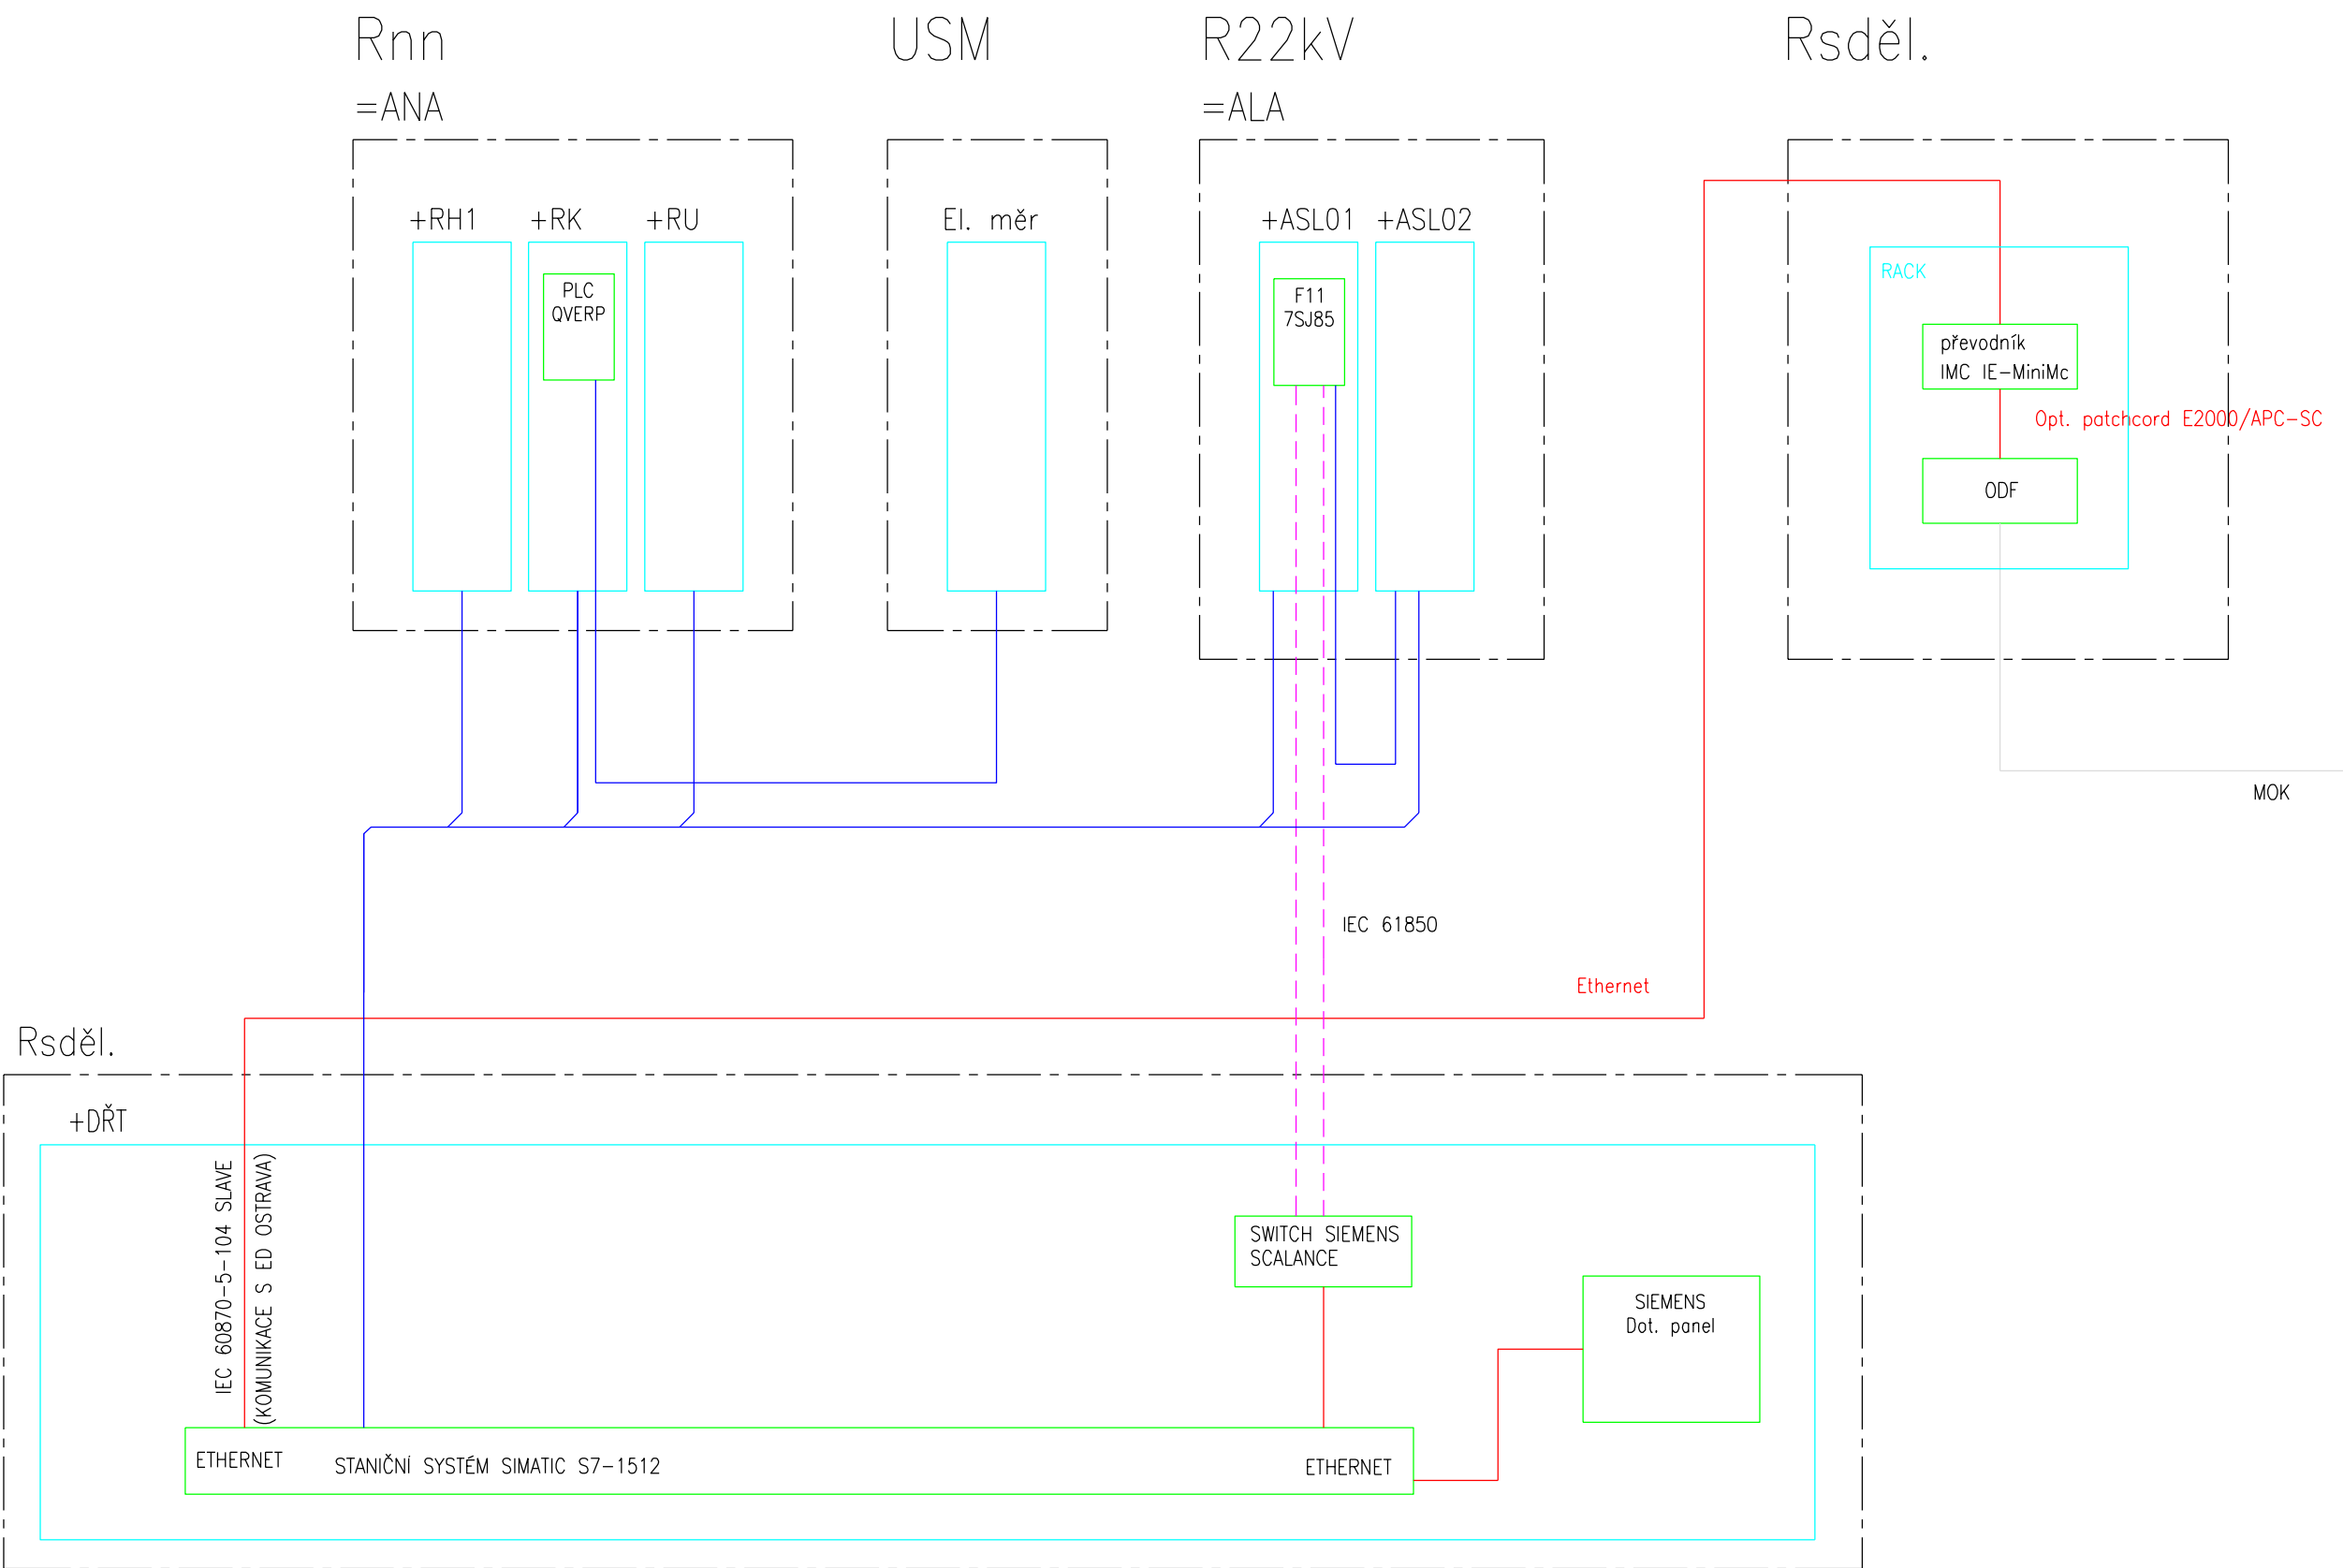 Rnn
USM
R22kV
Rsděl.
=ANA
=ALA
+RH1
+RK
+RU
El. měr
+ASL01
+ASL02
PLC
QVERP
F11
7SJ85
RACK
převodník
IMC IE-MiniMc
Opt. patchcord E2000/APC-SC
ODF
MOK
IEC 61850
Ethernet
Rsděl.
+DŘT
IEC 60870-5-104 SLAVE
(KOMUNIKACE S ED OSTRAVA)
SWITCH SIEMENS
SCALANCE
SIEMENS
Dot. panel
ETHERNET
STANIČNÍ SYSTÉM SIMATIC S7-1512
ETHERNET